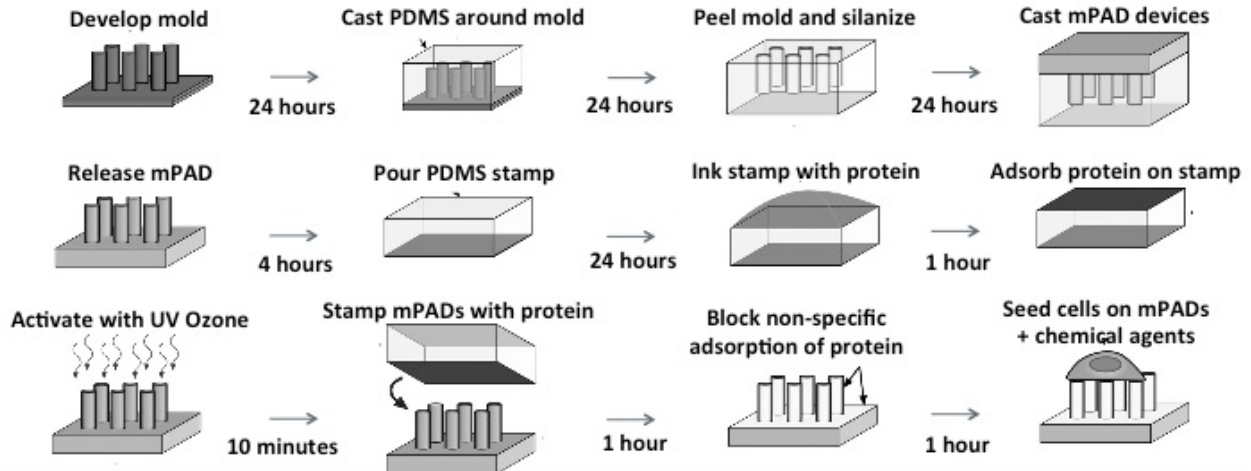 Develop mold
Cast PDMS around mold
Peel mold and silanize
Cast mPAD devices
24 hours
24 hours
24 hours
Release mPAD
Pour PDMS stamp
Ink stamp with protein
Adsorb protein on stamp
4 hours
24 hours
1 hour
Activate with UV Ozone
Stamp mPADs with protein
Block non-specific
adsorption of protein
Seed cells on mPADs
+ chemical agents
10 minutes
1 hour
1 hour